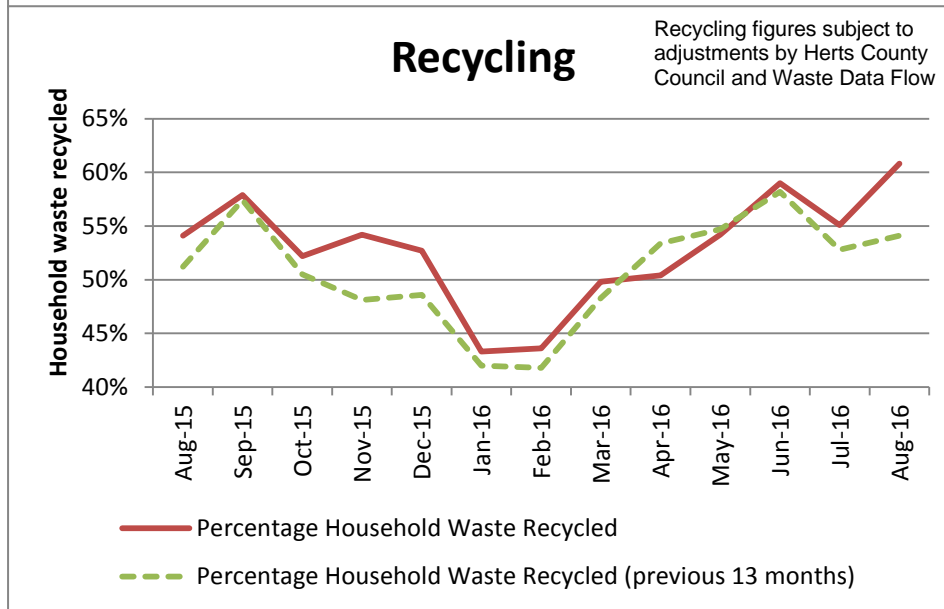 Recycling
Recycling figures subject to
adjustments by Herts County
Council and Waste Data Flow
Household waste recycled
65%
60%
55%
50%
45%
40%
Aug-15
Sep-15
Oct-15
Nov-15
Dec-15
Jan-16
Feb-16
Mar-16
Apr-16
May-16
Jun-16
Jul-16
Aug-16
Percentage Household Waste Recycled
Percentage Household Waste Recycled (previous 13 months)